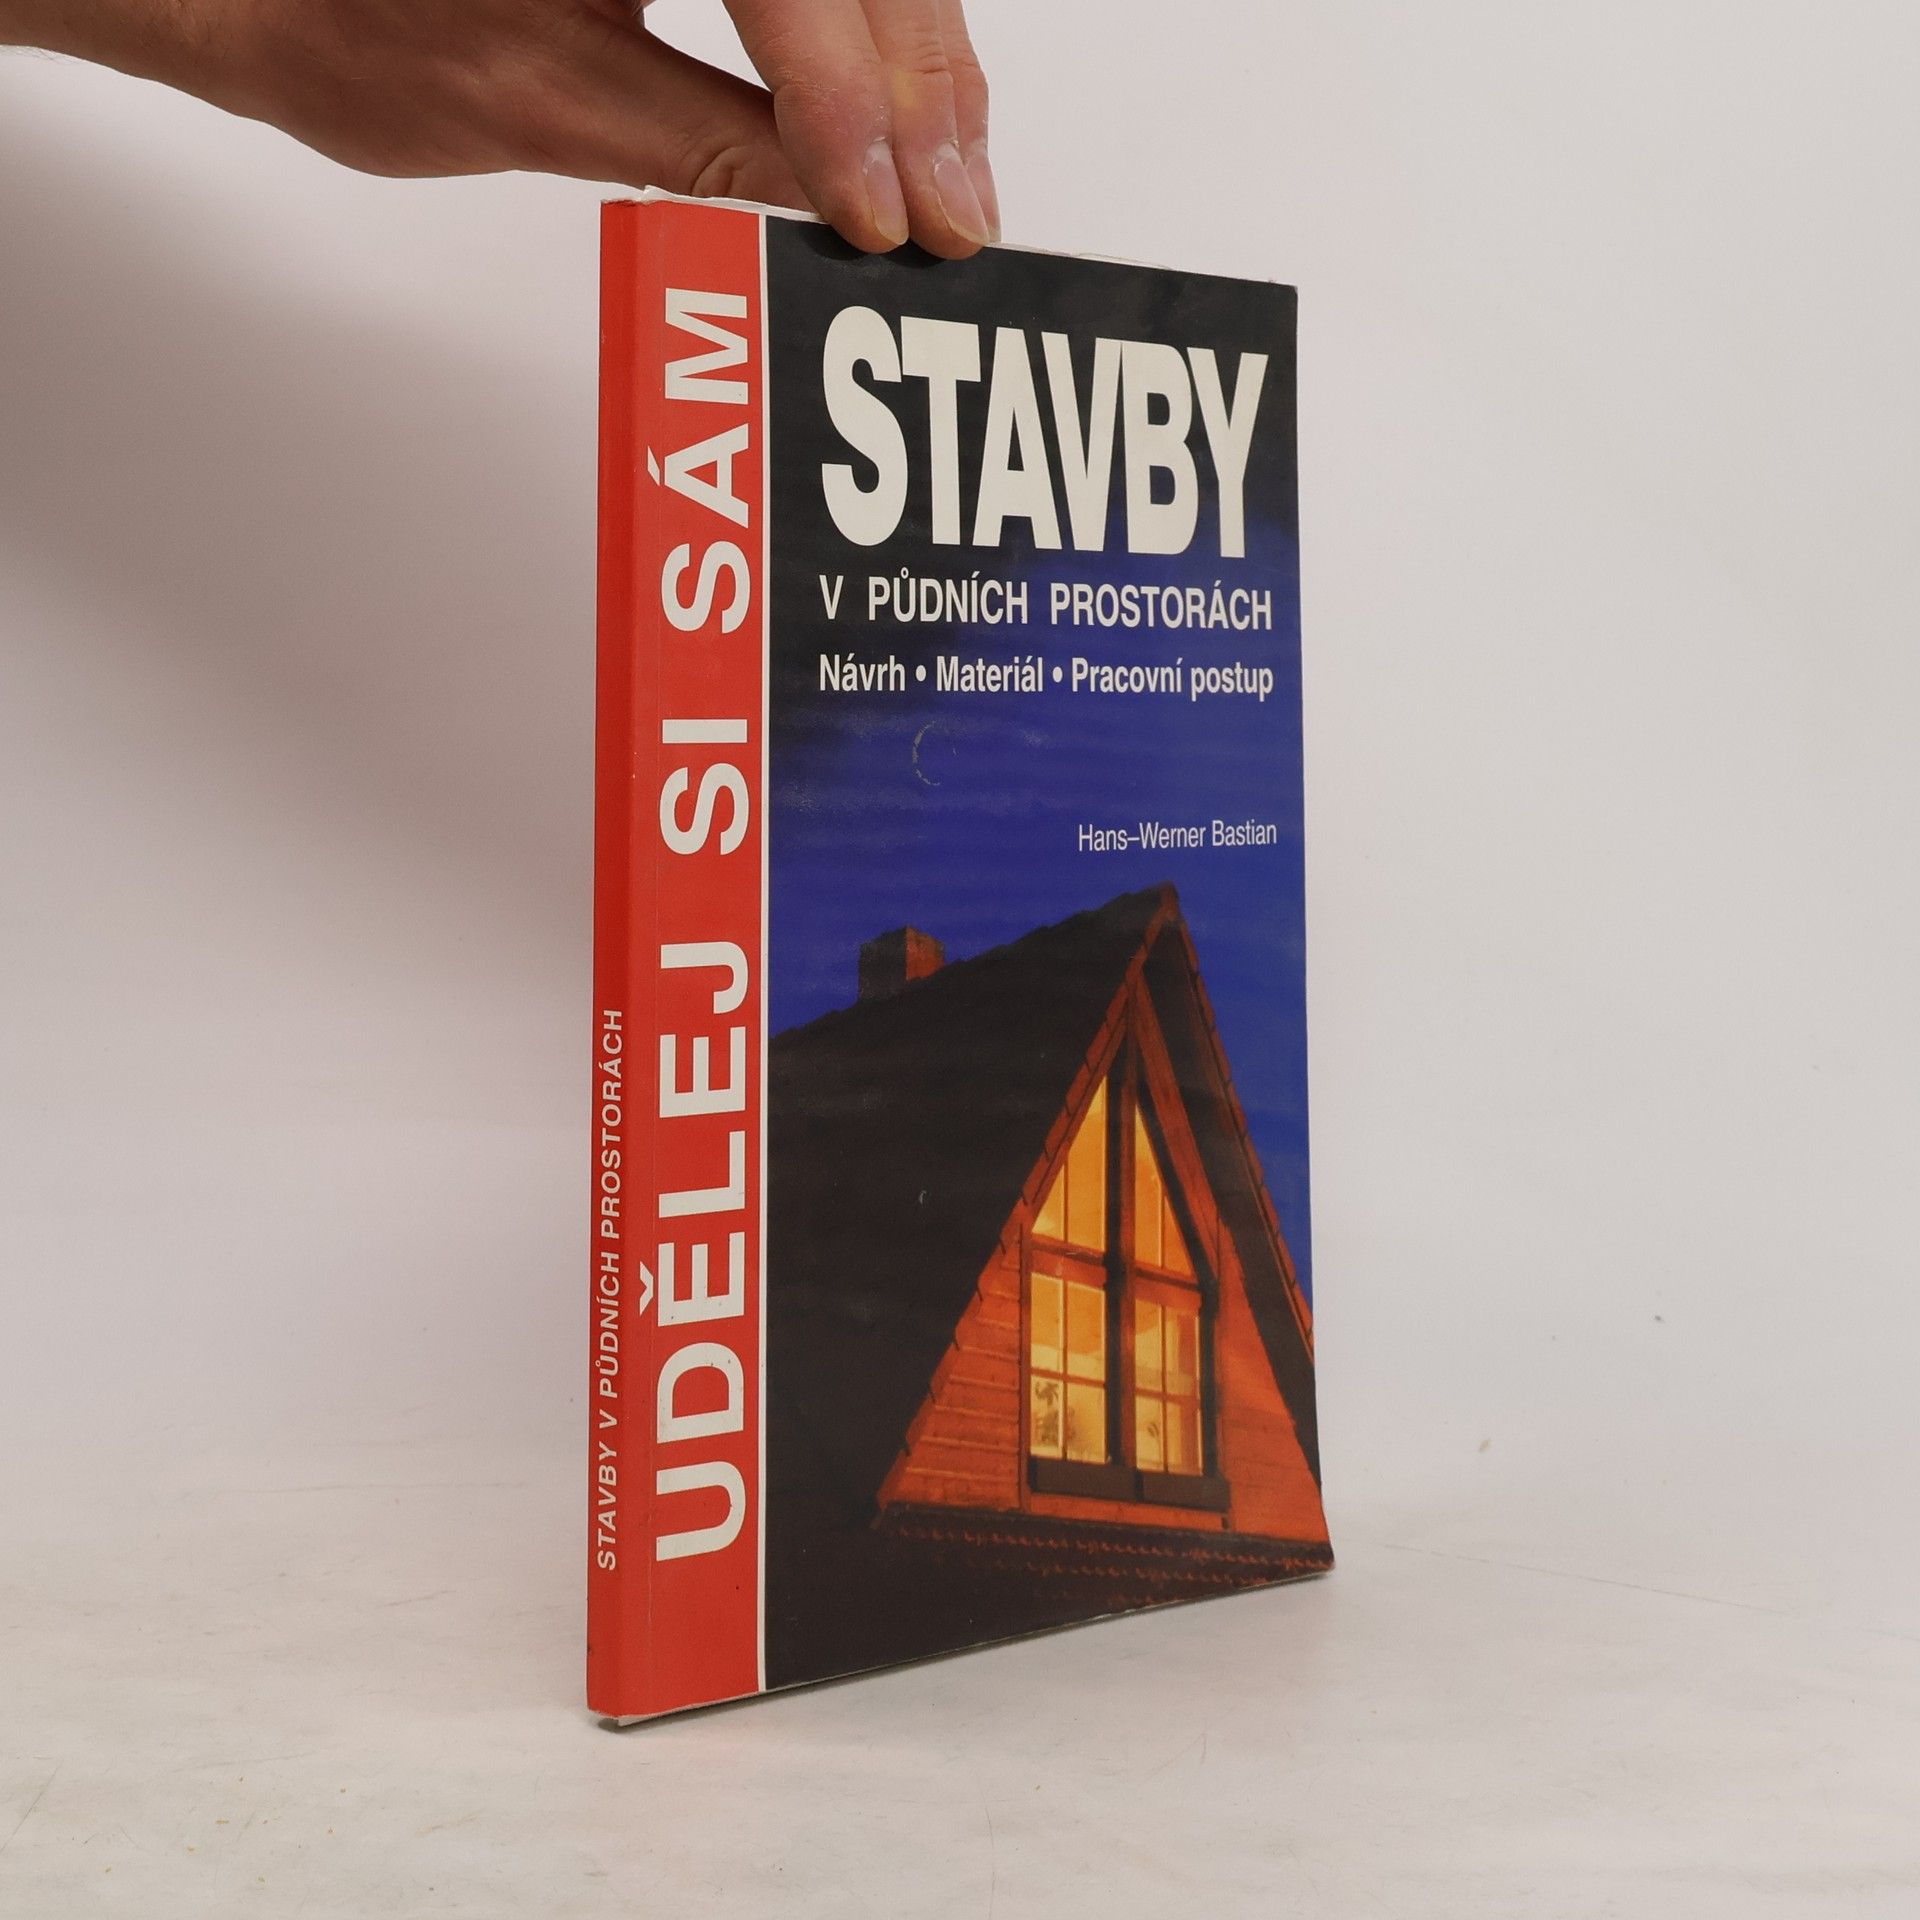 STAVBY V PŮDNÍCH PROSTORÁCH
UDĚLEJ SI SÁM
STAVBY
V PŮDNÍCH PROSTORÁCH
Návrh • Materiál • Pracovní postup
Hans–Werner Bastian